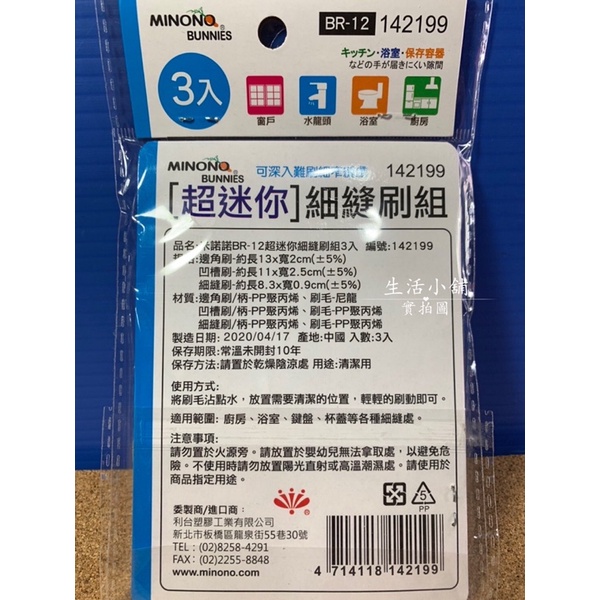 MINONO
BUNNIES
BR-12 142199
3入
キッチン・浴室・保存容器
などの手が届きにくい隙間
窗戶 水龍頭 浴室 廚房
MINONO
BUNNIES
可深入難刷細窄
142199
[超迷你]細縫刷組
品名:米諾諾BR-12超迷你細縫刷組3入 編號:142199
規格:邊角刷-約長13x寬2cm(±5%)
凹槽刷-約長11x寬2.5cm(±5%)
細縫刷-約長8.3x寬0.9cm(±5%)
材質:邊角刷/柄-PP聚丙烯、刷毛-尼龍
凹槽刷/柄-PP聚丙烯、刷毛-PP聚丙烯
細縫刷/柄-PP聚丙烯、刷毛-PP聚丙烯
製造日期:2020/04/17 產地:中國 入數:3入
保存期限:常溫未開封10年
保存方法:請置於乾燥陰涼處 用途:清潔用
使用方式:
將刷毛沾點水，放置需要清潔的位置，輕輕的刷動即可。
適用範圍: 廚房、浴室、鍵盤、杯蓋等各種細縫處。
注意事項:
請勿置於火源旁。請放置於嬰幼兒無法拿取處，以避免危
險。不使用時請勿放置陽光直射或高溫潮濕處。請使用於
商品指定用途。
委製商/進口商:
利台塑膠工業有限公司
新北市板橋區龍泉街55巷30號
TEL : (02)8258-4291
FAX : (02)2255-8848
www.minono.com
5
PP
4 714118 142199
生活小舖
實拍圖